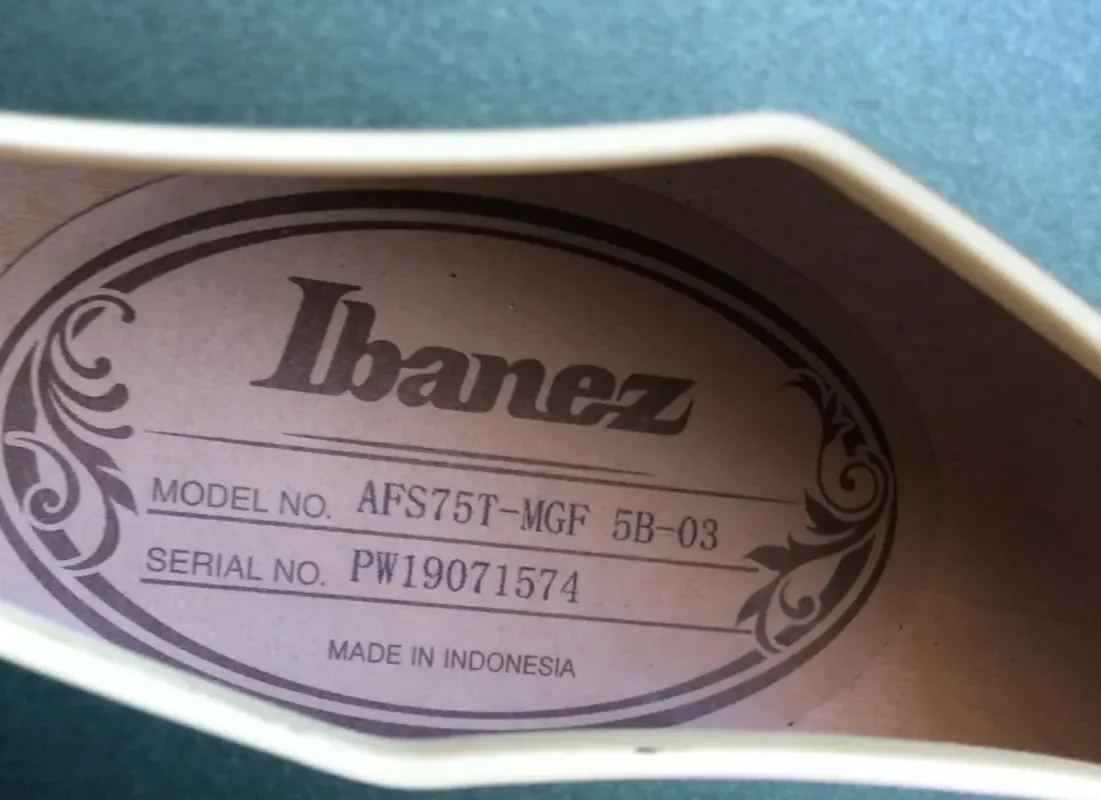 Ibanez
MODEL NO. AFS75T-MGF 5B-03
SERIAL NO. PW19071574
MADE IN INDONESIA